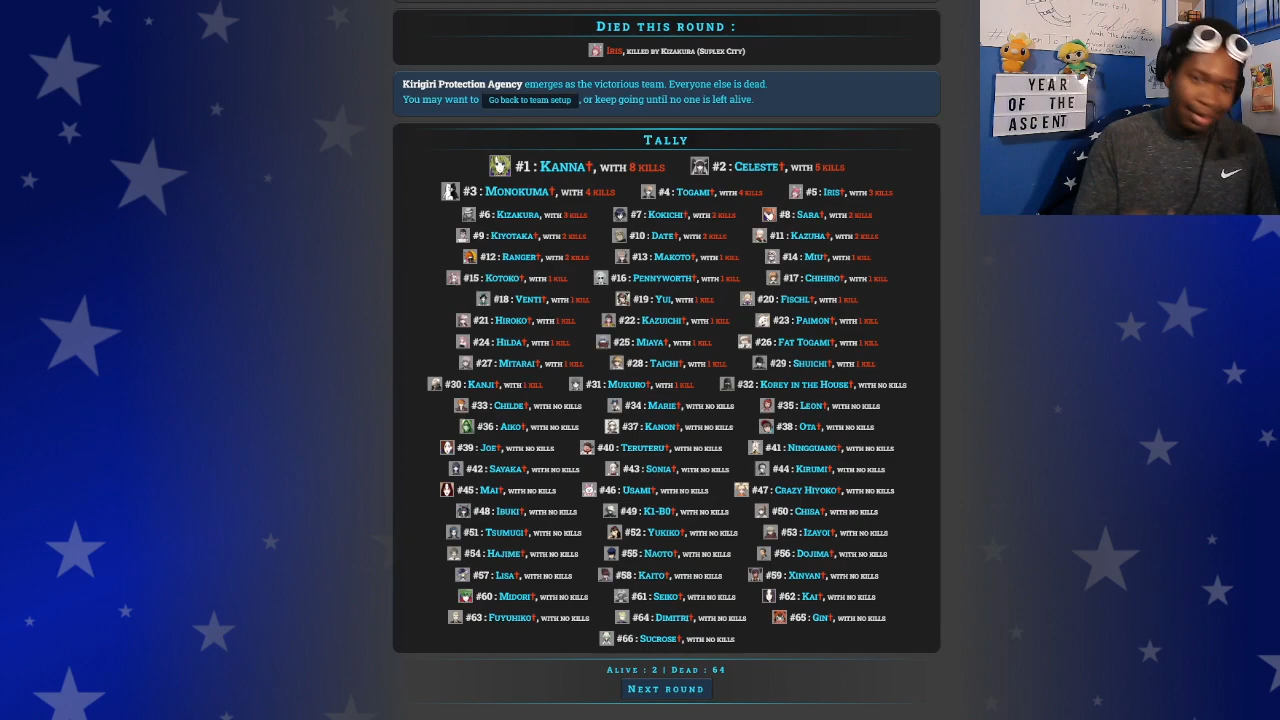 Died this round :
Iris, killed by Kizakura (Suplex City)
Kirigiri Protection Agency emerges as the victorious team. Everyone else is dead.
You may want to Go back to team setup, or keep going until no one is left alive.
Tally
#1 : Kanna†, with 8 kills #2 : Celeste†, with 5 kills
#3 : Monokuma†, with 4 kills #4 : Togami†, with 4 kills #5 : Iris†, with 3 kills
#6 : Kizakura, with 3 kills #7 : Kokichi†, with 2 kills #8 : Sara†, with 2 kills
#9 : Kiyotaka†, with 2 kills #10 : Date†, with 2 kills #11 : Kazuha†, with 2 kills
#12 : Ranger†, with 2 kills #13 : Makoto†, with 1 kill #14 : Miu†, with 1 kill
#15 : Kotoko†, with 1 kill #16 : Pennyworth†, with 1 kill #17 : Chihiro†, with 1 kill
#18 : Venti†, with 1 kill #19 : Yui, with 1 kill #20 : Fischl†, with 1 kill
#21 : Hiroko†, with 1 kill #22 : Kazuichi†, with 1 kill #23 : Paimon†, with 1 kill
#24 : Hilda†, with 1 kill #25 : Miaya†, with 1 kill #26 : Fat Togami†, with 1 kill
#27 : Mitarai†, with 1 kill #28 : Taichi†, with 1 kill #29 : Shuichi†, with 1 kill
#30 : Kanji†, with 1 kill #31 : Mukuro†, with 1 kill #32 : Korey in the House†, with no kills
#33 : Childe†, with no kills #34 : Marie†, with no kills #35 : Leon†, with no kills
#36 : Aiko†, with no kills #37 : Kanon†, with no kills #38 : Ota†, with no kills
#39 : Joe†, with no kills #40 : Teruteru†, with no kills #41 : Ningguang†, with no kills
#42 : Sayaka†, with no kills #43 : Sonia†, with no kills #44 : Kirumi†, with no kills
#45 : Mai†, with no kills #46 : Usami†, with no kills #47 : Crazy Hiyoko†, with no kills
#48 : Ibuki†, with no kills #49 : K1-B0†, with no kills #50 : Chisa†, with no kills
#51 : Tsumugi†, with no kills #52 : Yukiko†, with no kills #53 : Izayoi†, with no kills
#54 : Hajime†, with no kills #55 : Naoto†, with no kills #56 : Dojima†, with no kills
#57 : Lisa†, with no kills #58 : Kaito†, with no kills #59 : Xinyan†, with no kills
#60 : Midori†, with no kills #61 : Seiko†, with no kills #62 : Kai†, with no kills
#63 : Fuyuhiko†, with no kills #64 : Dimitri†, with no kills #65 : Gin†, with no kills
#66 : Sucrose†, with no kills
Alive : 2 | Dead : 64
Next round
YEAR
OF THE
ASCENT